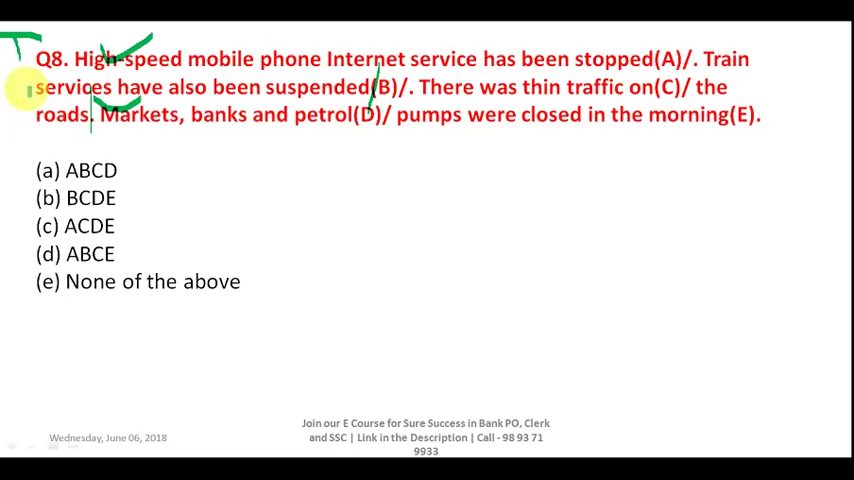 Q8. High-speed mobile phone Internet service has been stopped(A)/. Train
services have also been suspended(B)/. There was thin traffic on(C)/ the
roads. Markets, banks and petrol(D)/ pumps were closed in the morning(E).
(a) ABCD
(b) BCDE
(c) ACDE
(d) ABCE
(e) None of the above
Wednesday, June 06, 2018
Join our E Course for Sure Success in Bank PO, Clerk
and SSC | Link in the Description | Call - 98 93 71
9933